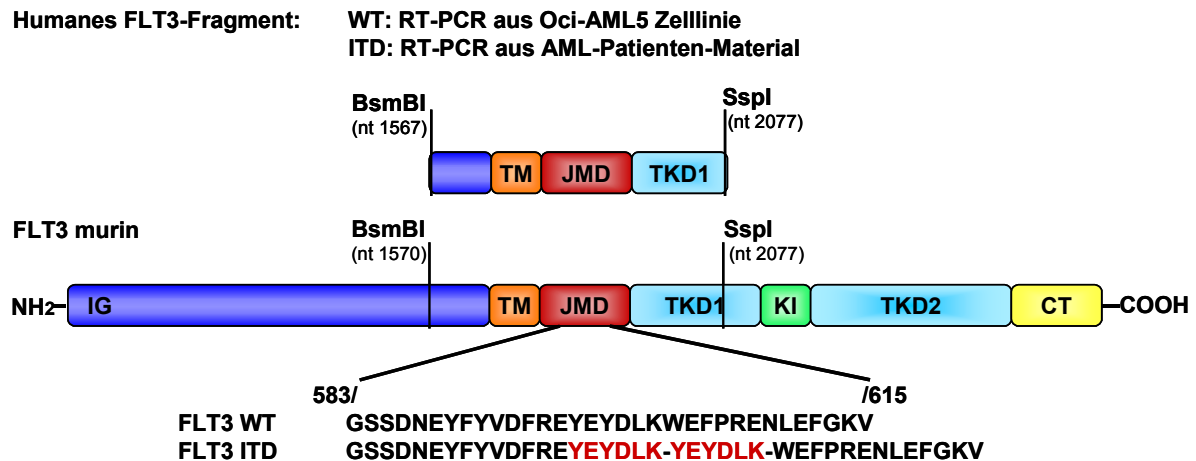 Humanes FLT3-Fragment: WT: RT-PCR aus Oci-AML5 Zelllinie
ITD: RT-PCR aus AML-Patienten-Material
BsmBI SspI
(nt 1567) (nt 2077)
TM JMD TKD1
FLT3 murin BsmBI SspI
(nt 1570) (nt 2077)
NH2 IG TM JMD TKD1 KI TKD2 CT COOH
583/ /615
FLT3 WT GSSDNEYFYVDFREYEYDLKWEFPRENLEFGKV
FLT3 ITD GSSDNEYFYVDFREYEYDLK-YEYDLK-WEFPRENLEFGKV